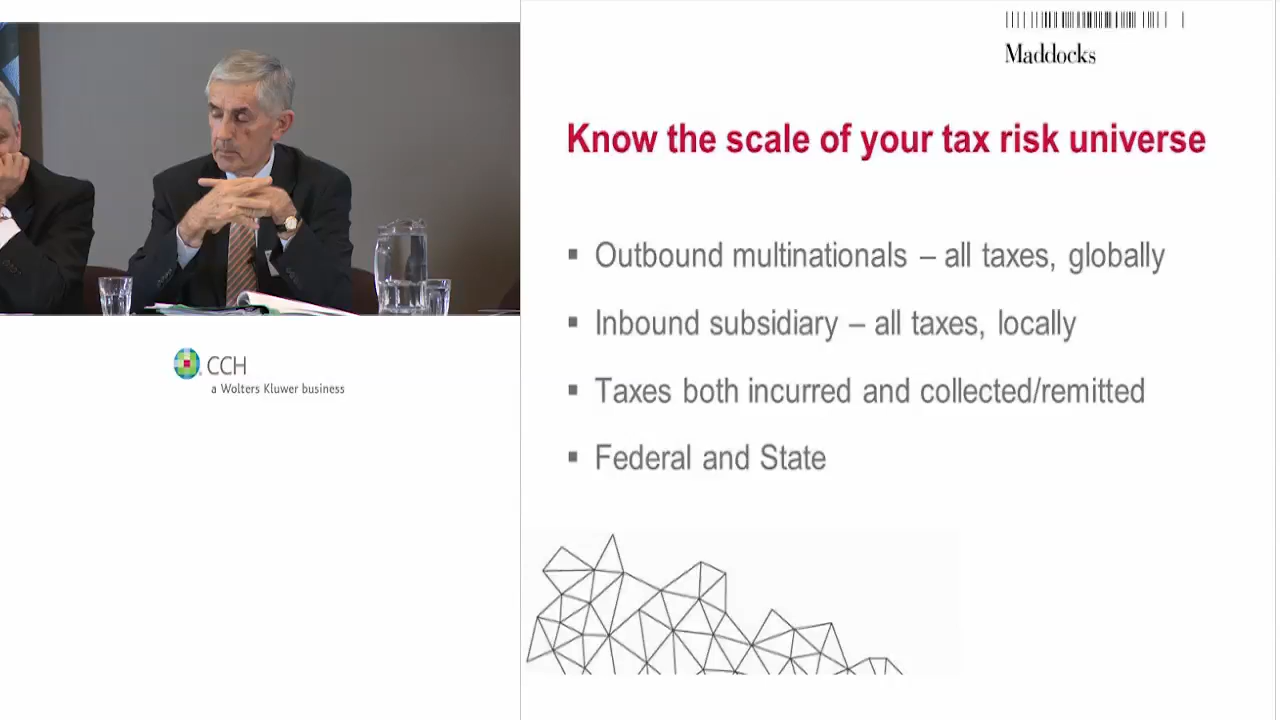 Maddocks
Know the scale of your tax risk universe
▪ Outbound multinationals – all taxes, globally
▪ Inbound subsidiary – all taxes, locally
▪ Taxes both incurred and collected/remitted
▪ Federal and State
CCH
a Wolters Kluwer business